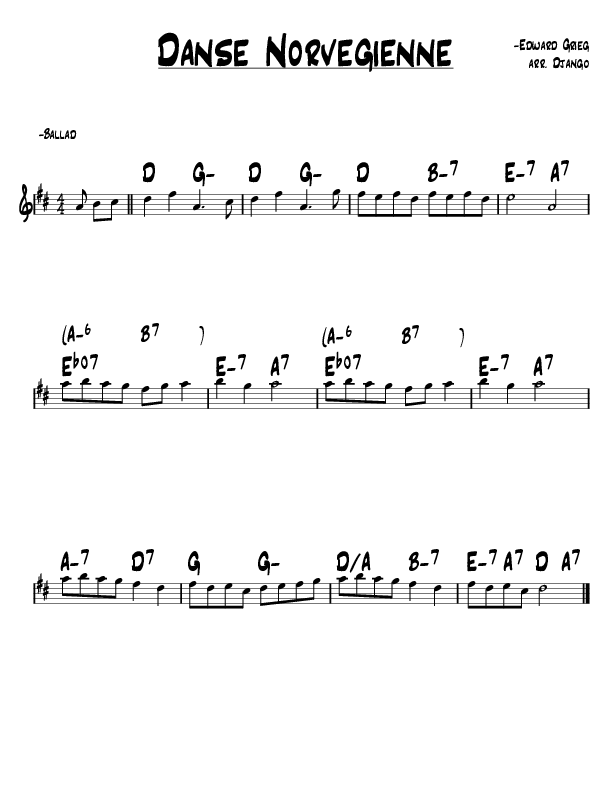 DANSE NORVEGIENNE
-EDWARD GRIEG
ARR. DJANGO
-BALLAD
D G- D G- D B-7 E-7 A7
4
4
(A-6 B7 ) (A-6 B7 )
Eb07 E-7 A7 Eb07 E-7 A7
A-7 D7 G G- D/A B-7 E-7 A7 D A7